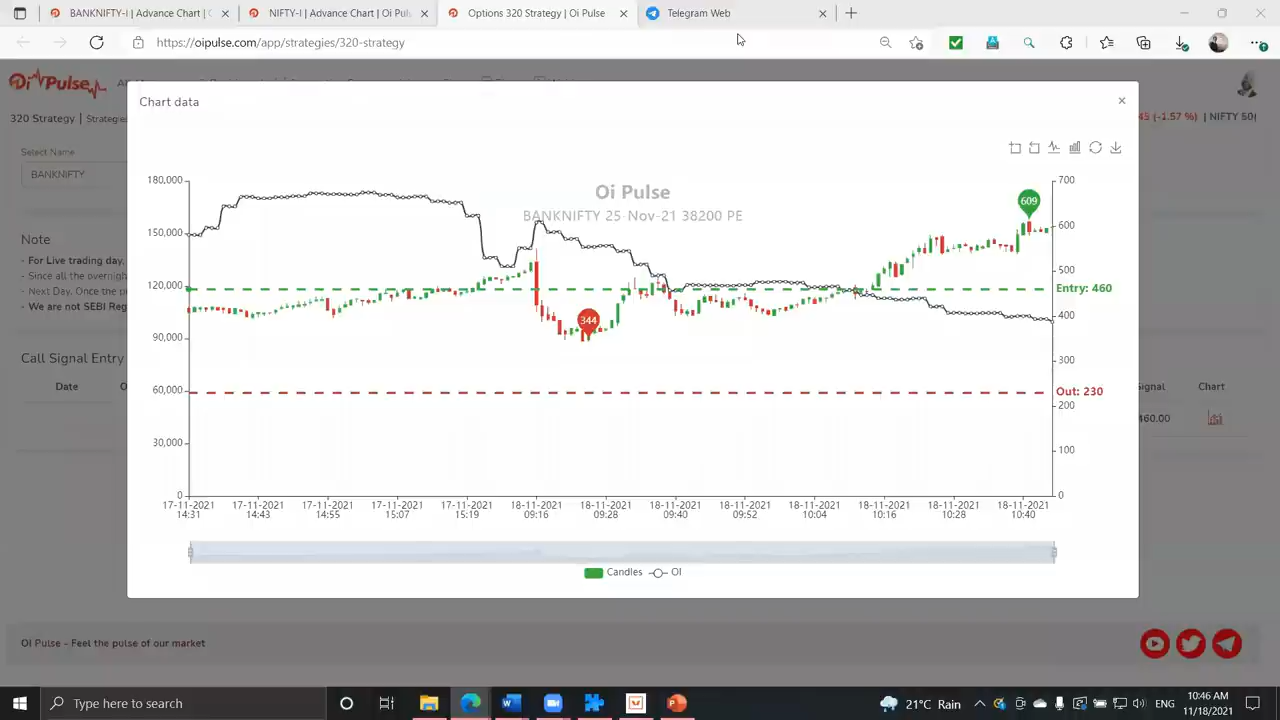 BANKNIFTY-I | Advance Chart |
NIFTY-I | Advance Chart | Oi Pul
Options 320 Strategy | Oi Pulse
Telegram Web
https://oipulse.com/app/strategies/320-strategy
Oi Pulse
320 Strategy | Strategies
(-1.57 %) | NIFTY 50(
Select Name
BANKNIFTY
Note
- For Live trading day,
- Since all the overnigh
- Next Day. Once the p
- We are not SEBI Reg
Call Signal Entry
Date
O
Signal
Chart
460.00
Chart data
×
Oi Pulse
BANKNIFTY 25-Nov-21 38200 PE
180,000
150,000
120,000
90,000
60,000
30,000
0
700
600
500
400
300
200
100
0
609
344
Entry: 460
Out: 230
17-11-2021 14:31
17-11-2021 14:43
17-11-2021 14:55
17-11-2021 15:07
17-11-2021 15:19
18-11-2021 09:16
18-11-2021 09:28
18-11-2021 09:40
18-11-2021 09:52
18-11-2021 10:04
18-11-2021 10:16
18-11-2021 10:28
18-11-2021 10:40
Candles
OI
Oi Pulse - Feel the pulse of our market
Type here to search
21°C Rain
ENG
10:46 AM
11/18/2021